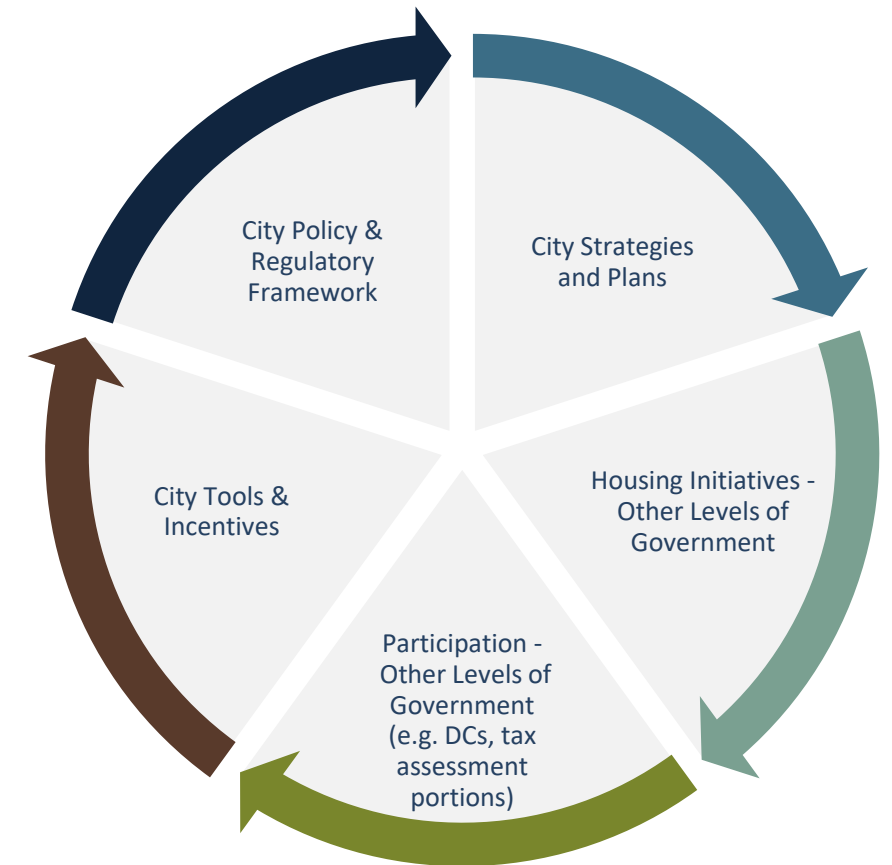 City Policy &
Regulatory
Framework
City Strategies
and Plans
Housing Initiatives -
Other Levels of
Government
Participation -
Other Levels of
Government
(e.g. DCs, tax
assessment
portions)
City Tools &
Incentives